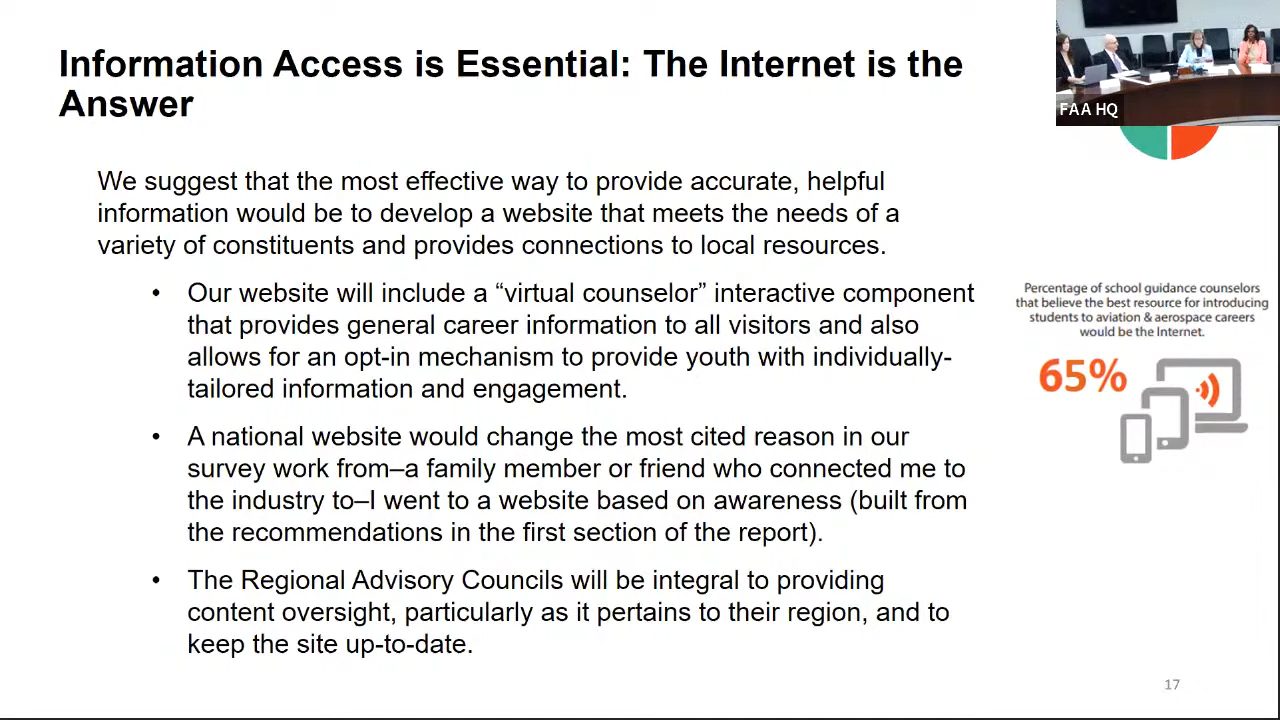 Information Access is Essential: The Internet is the
Answer
FAA HQ
We suggest that the most effective way to provide accurate, helpful
information would be to develop a website that meets the needs of a
variety of constituents and provides connections to local resources.
• Our website will include a “virtual counselor” interactive component
that provides general career information to all visitors and also
allows for an opt-in mechanism to provide youth with individually-
tailored information and engagement.
• A national website would change the most cited reason in our
survey work from–a family member or friend who connected me to
the industry to–I went to a website based on awareness (built from
the recommendations in the first section of the report).
• The Regional Advisory Councils will be integral to providing
content oversight, particularly as it pertains to their region, and to
keep the site up-to-date.
Percentage of school guidance counselors
that believe the best resource for introducing
students to aviation & aerospace careers
would be the Internet.
65%
17